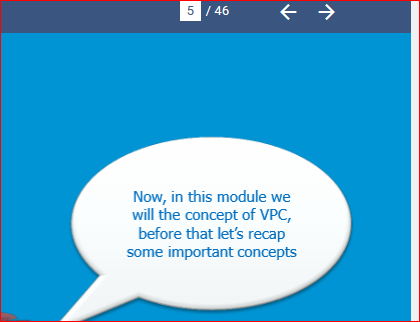 5 / 46
Now, in this module we
will the concept of VPC,
before that let's recap
some important concepts